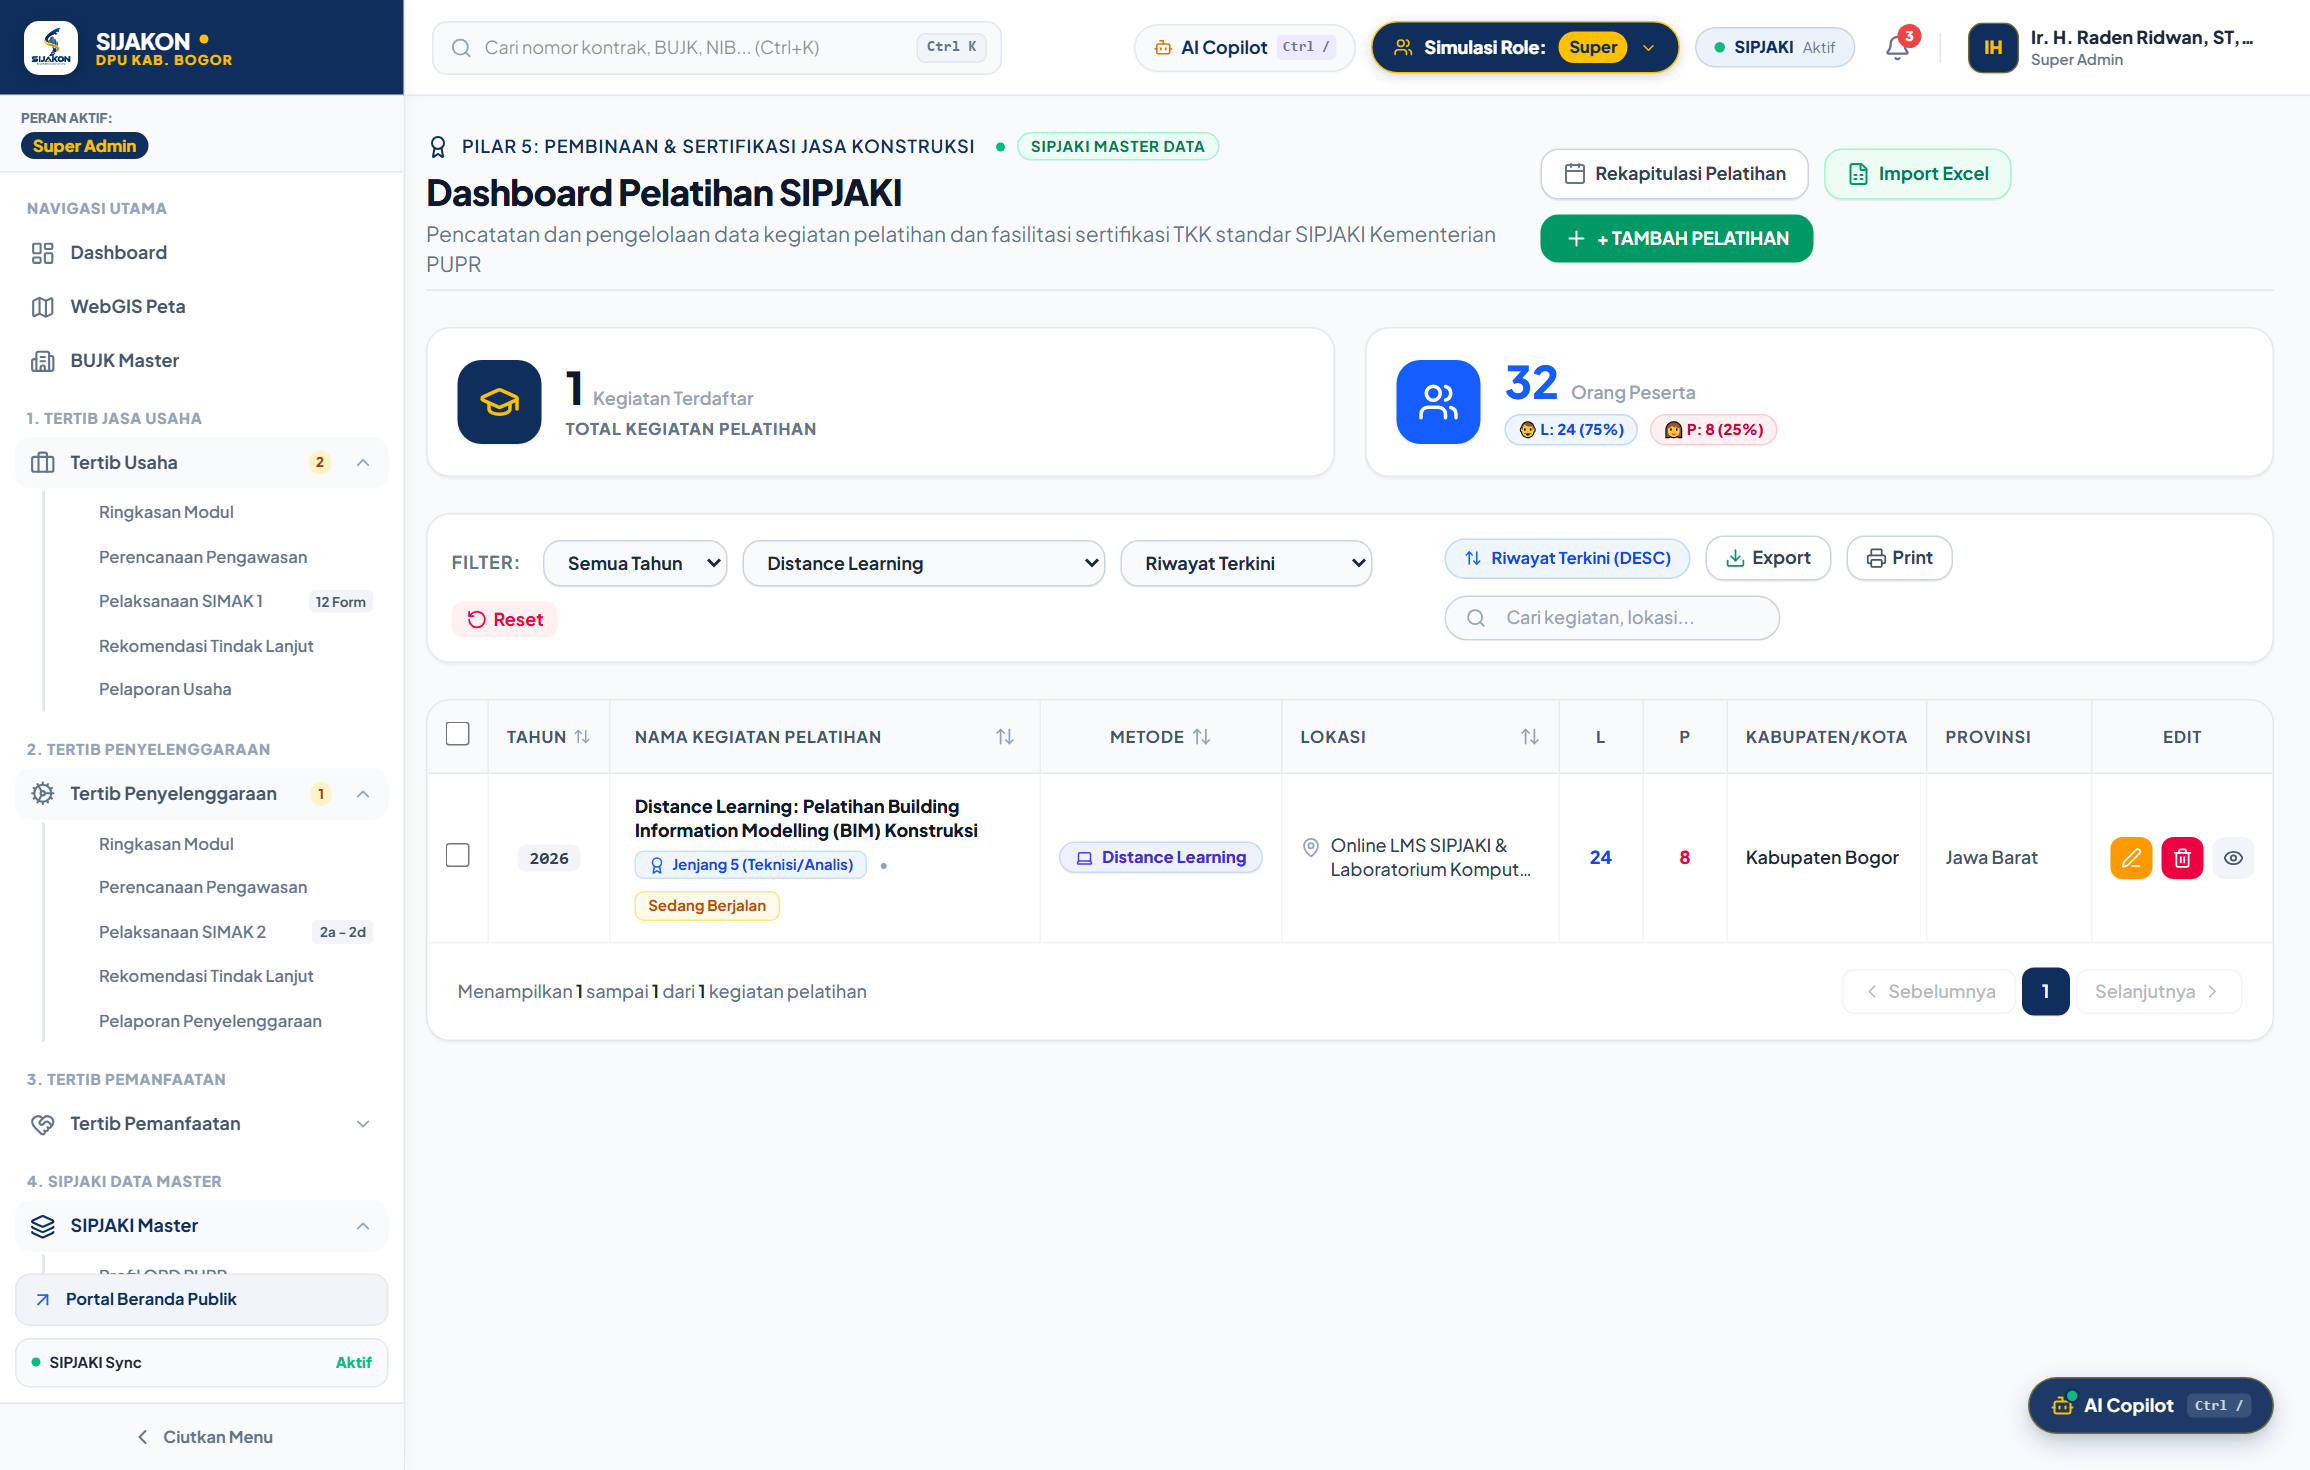 SIJAKON
SIJAKON
DPU KAB. BOGOR
Cari nomor kontrak, BUJK, NIB... (Ctrl+K)
Ctrl K
AI Copilot
Ctrl /
Simulasi Role:
Super
SIPJAKI Aktif
3
IH
Ir. H. Raden Ridwan, ST,...
Super Admin
PERAN AKTIF:
Super Admin
NAVIGASI UTAMA
Dashboard
WebGIS Peta
BUJK Master
1. TERTIB JASA USAHA
Tertib Usaha
2
Ringkasan Modul
Perencanaan Pengawasan
Pelaksanaan SIMAK 1
12 Form
Rekomendasi Tindak Lanjut
Pelaporan Usaha
2. TERTIB PENYELENGGARAAN
Tertib Penyelenggaraan
1
Ringkasan Modul
Perencanaan Pengawasan
Pelaksanaan SIMAK 2
2a - 2d
Rekomendasi Tindak Lanjut
Pelaporan Penyelenggaraan
3. TERTIB PEMANFAATAN
Tertib Pemanfaatan
4. SIPJAKI DATA MASTER
SIPJAKI Master
Portal Beranda Publik
SIPJAKI Sync
Aktif
Ciutkan Menu
PILAR 5: PEMBINAAN & SERTIFIKASI JASA KONSTRUKSI
SIPJAKI MASTER DATA
Dashboard Pelatihan SIPJAKI
Pencatatan dan pengelolaan data kegiatan pelatihan dan fasilitasi sertifikasi TKK standar SIPJAKI Kementerian
PUPR
Rekapitulasi Pelatihan
Import Excel
+ TAMBAH PELATIHAN
1 Kegiatan Terdaftar
TOTAL KEGIATAN PELATIHAN
32 Orang Peserta
L: 24 (75%)
P: 8 (25%)
FILTER:
Semua Tahun
Distance Learning
Riwayat Terkini
Reset
Riwayat Terkini (DESC)
Export
Print
Cari kegiatan, lokasi...
TAHUN
NAMA KEGIATAN PELATIHAN
METODE
LOKASI
L
P
KABUPATEN/KOTA
PROVINSI
EDIT
2026
Distance Learning: Pelatihan Building
Information Modelling (BIM) Konstruksi
Jenjang 5 (Teknisi/Analis)
•
Sedang Berjalan
Distance Learning
Online LMS SIPJAKI &
Laboratorium Komput...
24
8
Kabupaten Bogor
Jawa Barat
Menampilkan 1 sampai 1 dari 1 kegiatan pelatihan
Sebelumnya
1
Selanjutnya
AI Copilot
Ctrl /